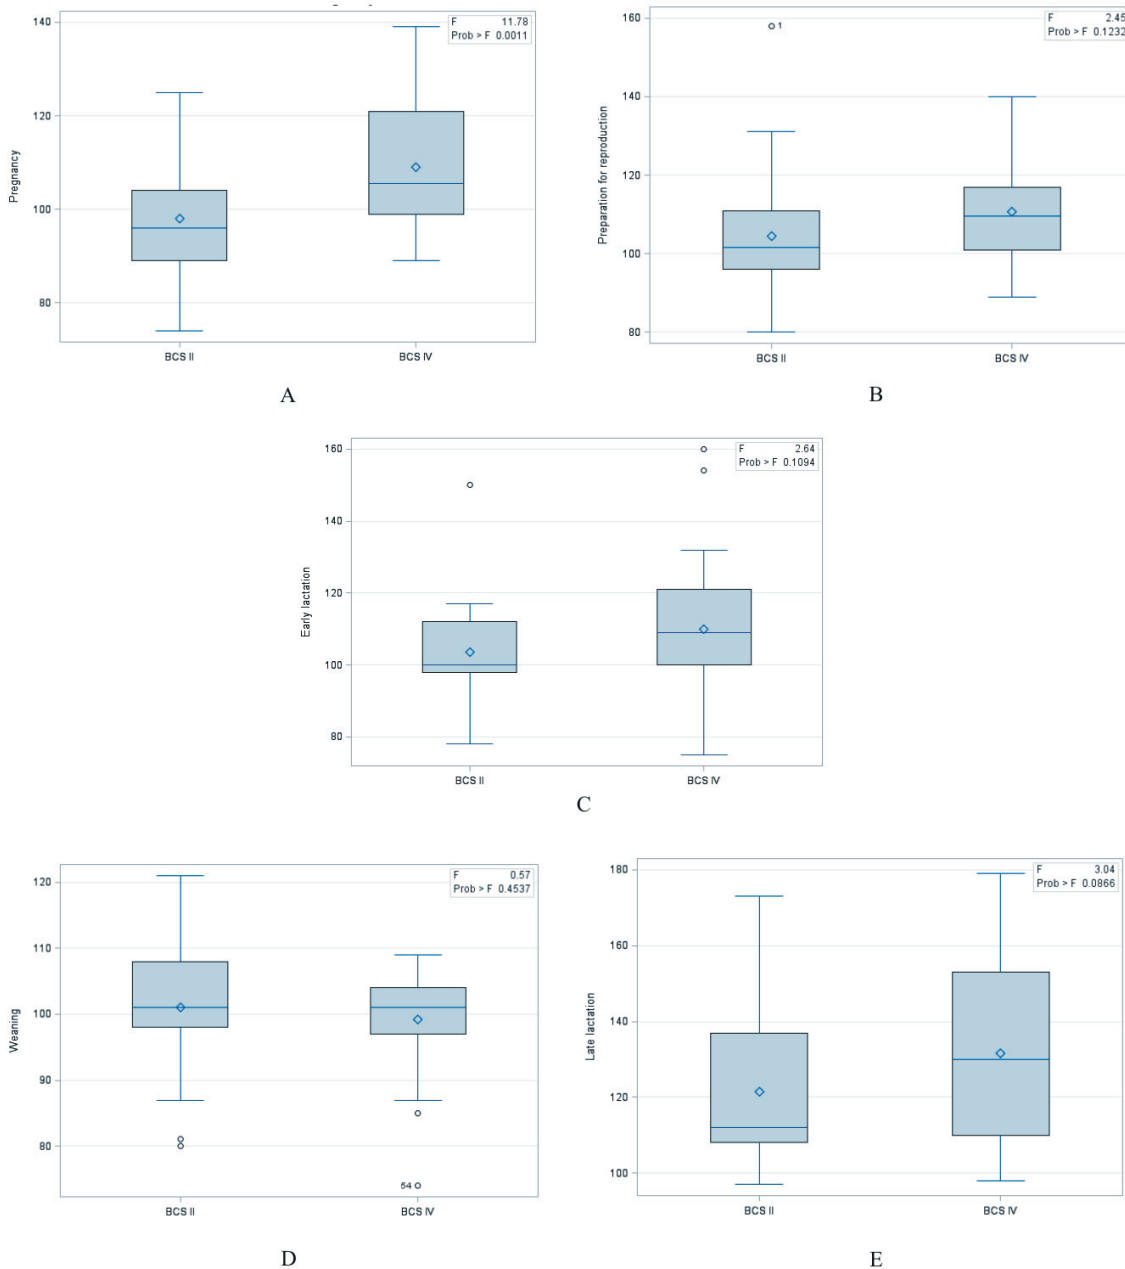 F 11.78
Prob > F 0.0011
140
120
100
80
Pregnancy
BCS II BCS IV
A
F 2.45
Prob > F 0.1232
160
140
120
100
80
Preparation for reproduction
1
BCS II BCS IV
B
F 2.64
Prob > F 0.1094
160
140
120
100
80
Early lactation
BCS II BCS IV
C
F 0.57
Prob > F 0.4537
120
110
100
90
80
Weaning
54
BCS II BCS IV
D
F 3.04
Prob > F 0.0866
180
160
140
120
100
Late lactation
BCS II BCS IV
E